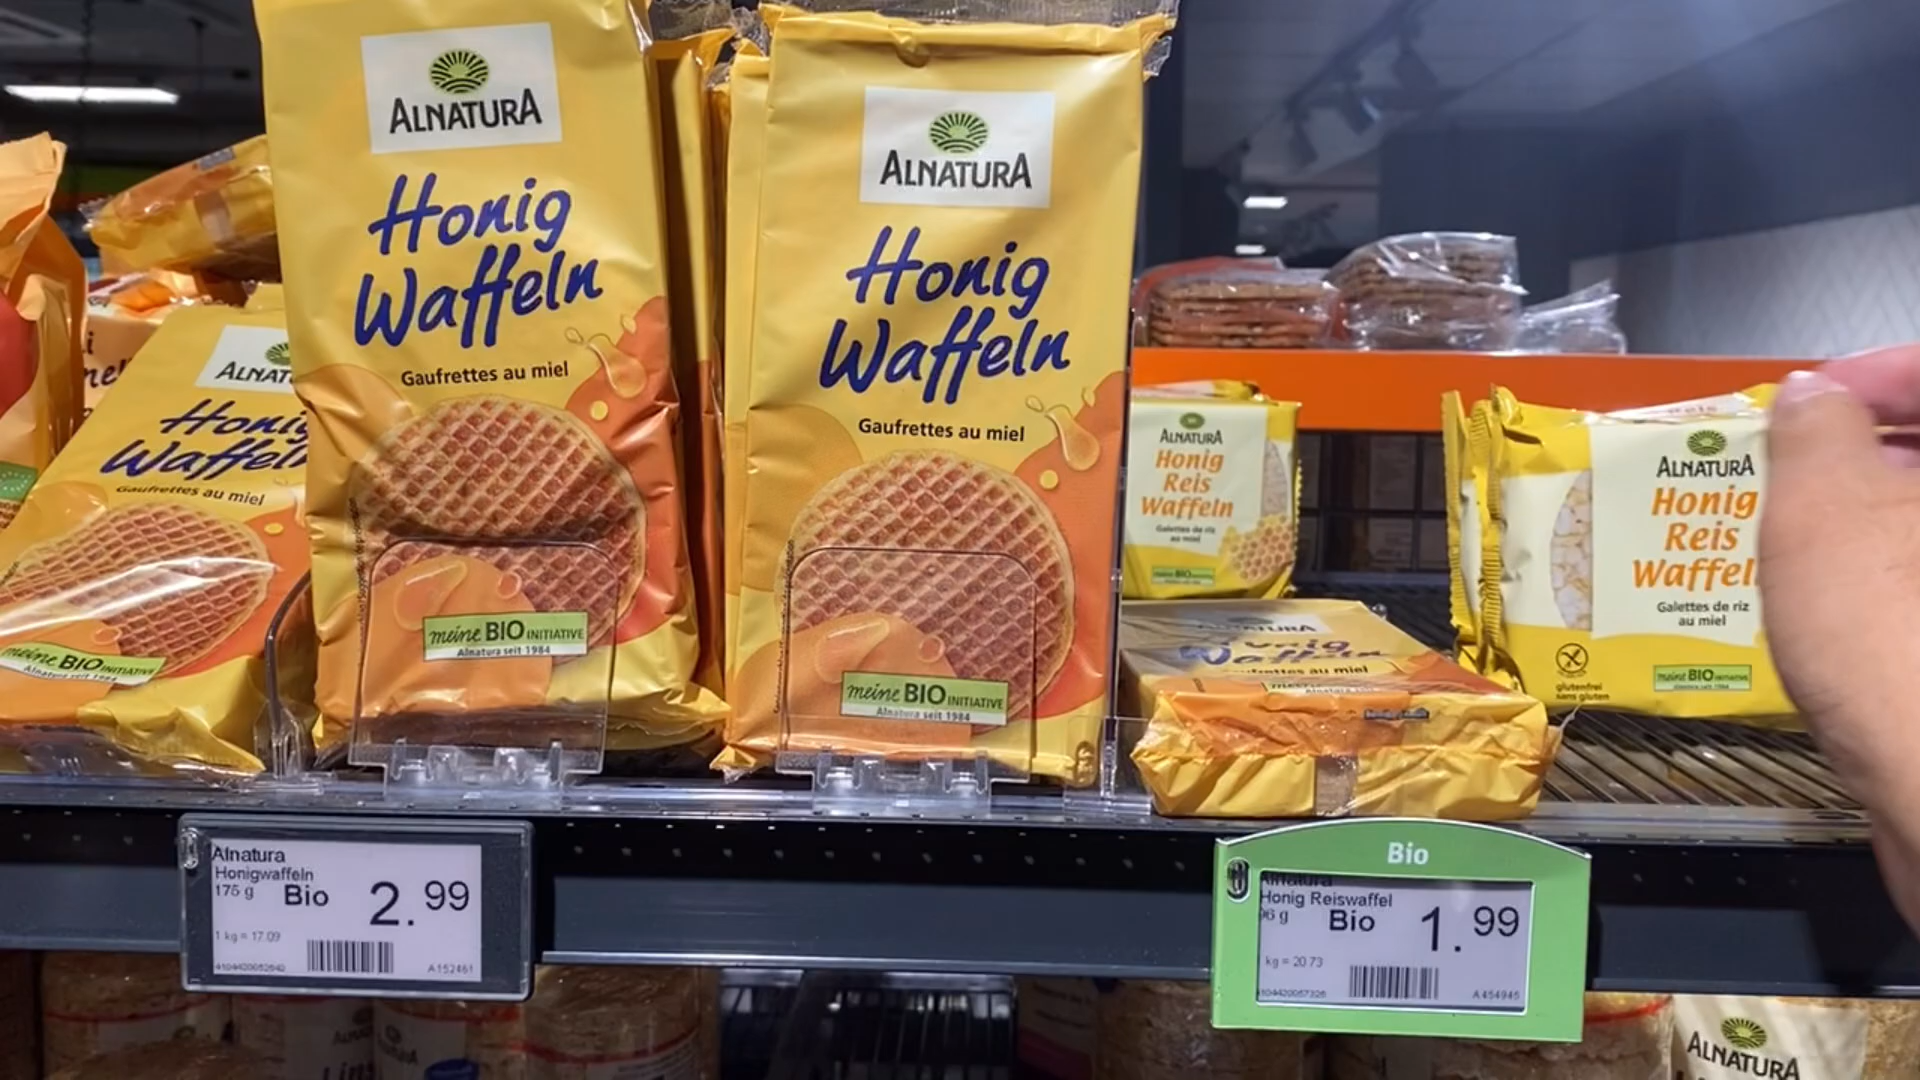 ALNATURA
Honig
Waffeln
Gaufrettes au miel
meine BIO INITIATIVE
Alnatura seit 1984
ALNATURA
Honig
Waffeln
Gaufrettes au miel
meine BIO INITIATIVE
Alnatura seit 1984
ALNAT
Honig
Waffeln
Gaufrettes au miel
meine BIO INITIATIVE
Alnatura seit 1984
ALNATURA
Honig
Reis
Waffeln
Galettes de riz
au miel
ALNATURA
Honig
Reis
Waffel
Galettes de riz
au miel
glutenfrei
sans gluten
meine BIO INITIATIVE
ALNATURA
Waffeln
Gaufrettes au miel
Alnatura
Honigwaffeln
175 g Bio 2.99
1 kg = 17.09
A152461
Bio
Alnatura
Honig Reiswaffel
96 g Bio 1.99
kg = 20.73
A454945
ALNATURA